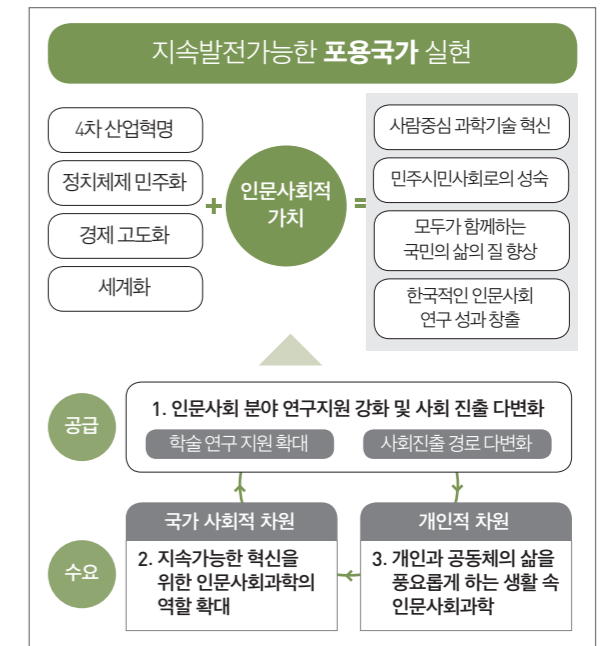 지속발전가능한 포용국가 실현
4차 산업혁명
정치체제 민주화
경제 고도화
세계화
+
인문사회적
가치
=
사람중심 과학기술 혁신
민주시민사회로의 성숙
모두가 함께하는
국민의 삶의 질 향상
한국적인 인문사회
연구 성과 창출
공급
1. 인문사회 분야 연구지원 강화 및 사회 진출 다변화
학술 연구 지원 확대
사회진출 경로 다변화
수요
국가 사회적 차원
2. 지속가능한 혁신을
위한 인문사회과학의
역할 확대
개인적 차원
3. 개인과 공동체의 삶을
풍요롭게 하는 생활 속
인문사회과학